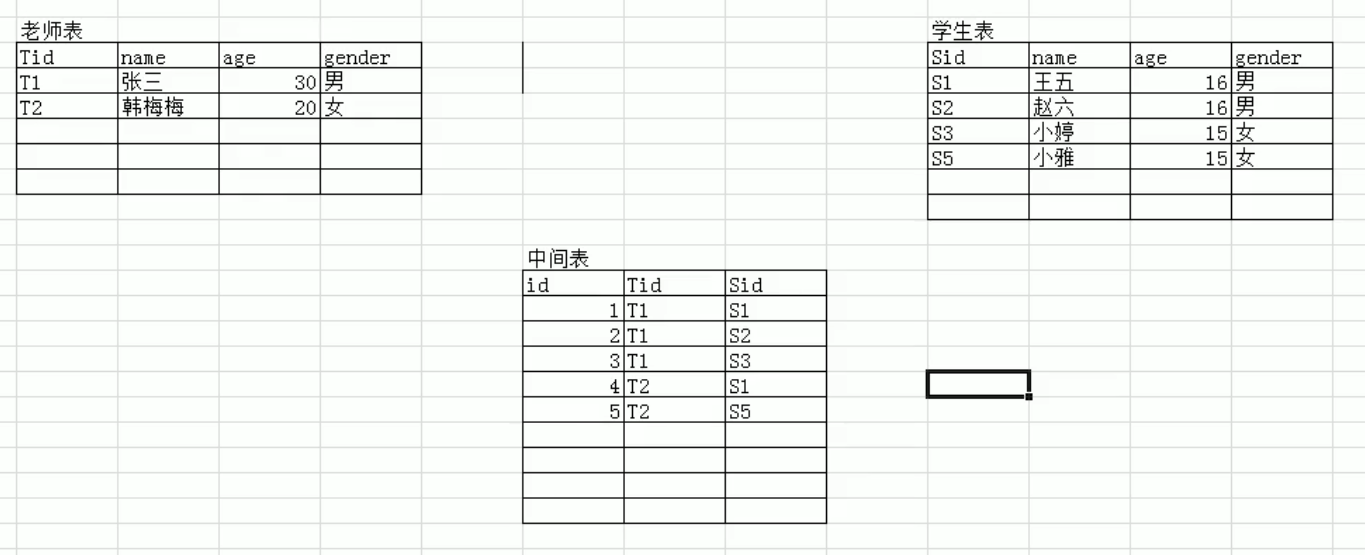 老师表
Tid name age gender
T1 张三 30 男
T2 韩梅梅 20 女
学生表
Sid name age gender
S1 王五 16 男
S2 赵六 16 男
S3 小婷 15 女
S5 小雅 15 女
中间表
id Tid Sid
1 T1 S1
2 T1 S2
3 T1 S3
4 T2 S1
5 T2 S5